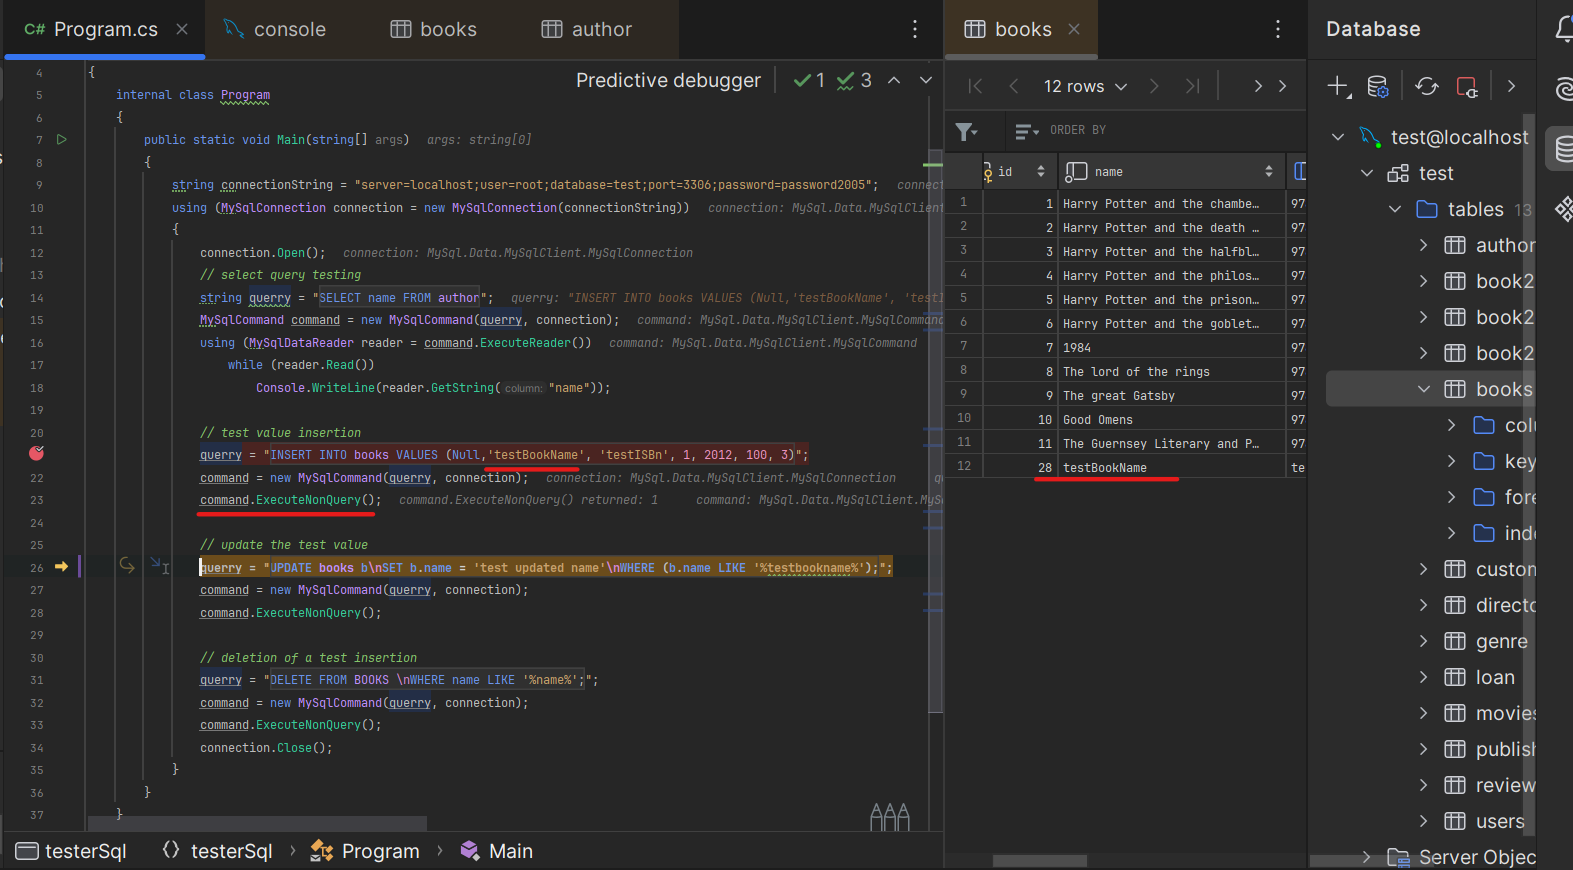 C# Program.cs
console
books
author
books
Database
Predictive debugger
1
3
12 rows
ORDER BY
4 {
5 internal class Program
6 {
7 public static void Main(string[] args) args: string[0]
8 {
9 string connectionString = "server=localhost;user=root;database=test;port=3306;password=password2005"; connect
10 using (MySqlConnection connection = new MySqlConnection(connectionString)) connection: MySql.Data.MySqlClient
11 {
12 connection.Open(); connection: MySql.Data.MySqlClient.MySqlConnection
13 // select query testing
14 string querry = "SELECT name FROM author"; querry: "INSERT INTO books VALUES (Null,'testBookName', 'testI
15 MySqlCommand command = new MySqlCommand(querry, connection); command: MySql.Data.MySqlClient.MySqlCommand
16 using (MySqlDataReader reader = command.ExecuteReader()) command: MySql.Data.MySqlClient.MySqlCommand
17 while (reader.Read())
18 Console.WriteLine(reader.GetString( column: "name"));
19
20 // test value insertion
querry = "INSERT INTO books VALUES (Null,'testBookName', 'testISBn', 1, 2012, 100, 3)";
22 command = new MySqlCommand(querry, connection); connection: MySql.Data.MySqlClient.MySqlConnection
23 command.ExecuteNonQuery(); command.ExecuteNonQuery() returned: 1 command: MySql.Data.MySqlClient.MyS
24
25 // update the test value
26 querry = "UPDATE books b\nSET b.name = 'test updated name'\nWHERE (b.name LIKE '%testbookname%');";
27 command = new MySqlCommand(querry, connection);
28 command.ExecuteNonQuery();
29
30 // deletion of a test insertion
31 querry = "DELETE FROM BOOKS \nWHERE name LIKE '%name%';";
32 command = new MySqlCommand(querry, connection);
33 command.ExecuteNonQuery();
34 connection.Close();
35 }
36 }
37 }
id name
1 1 Harry Potter and the chambe… 97
2 2 Harry Potter and the death … 97
3 3 Harry Potter and the halfbl… 97
4 4 Harry Potter and the philos… 97
5 5 Harry Potter and the prison… 97
6 6 Harry Potter and the goblet… 97
7 7 1984 97
8 8 The lord of the rings 97
9 9 The great Gatsby 97
10 10 Good Omens 97
11 11 The Guernsey Literary and P… 97
12 28 testBookName te
test@localhost
test
tables 13
author
book2
book2
book2
books
colu
key
fore
inde
custom
directo
genre
loan
movies
publish
review
users
Server Objec
testerSql
testerSql › Program › Main